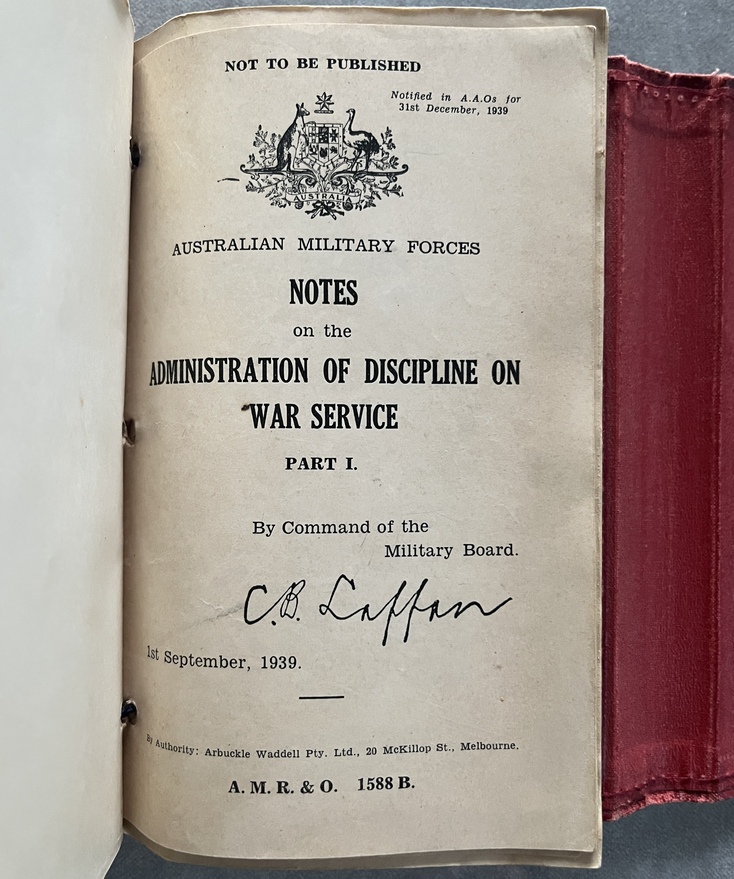 NOT TO BE PUBLISHED
Notified in A.A.Os for
31st December, 1939
AUSTRALIA
AUSTRALIAN MILITARY FORCES
NOTES
on the
ADMINISTRATION OF DISCIPLINE ON
WAR SERVICE
PART I.
By Command of the
Military Board.
C.B. Laffan
1st September, 1939.
By Authority: Arbuckle Waddell Pty. Ltd., 20 McKillop St., Melbourne.
A. M. R. & O. 1588 B.